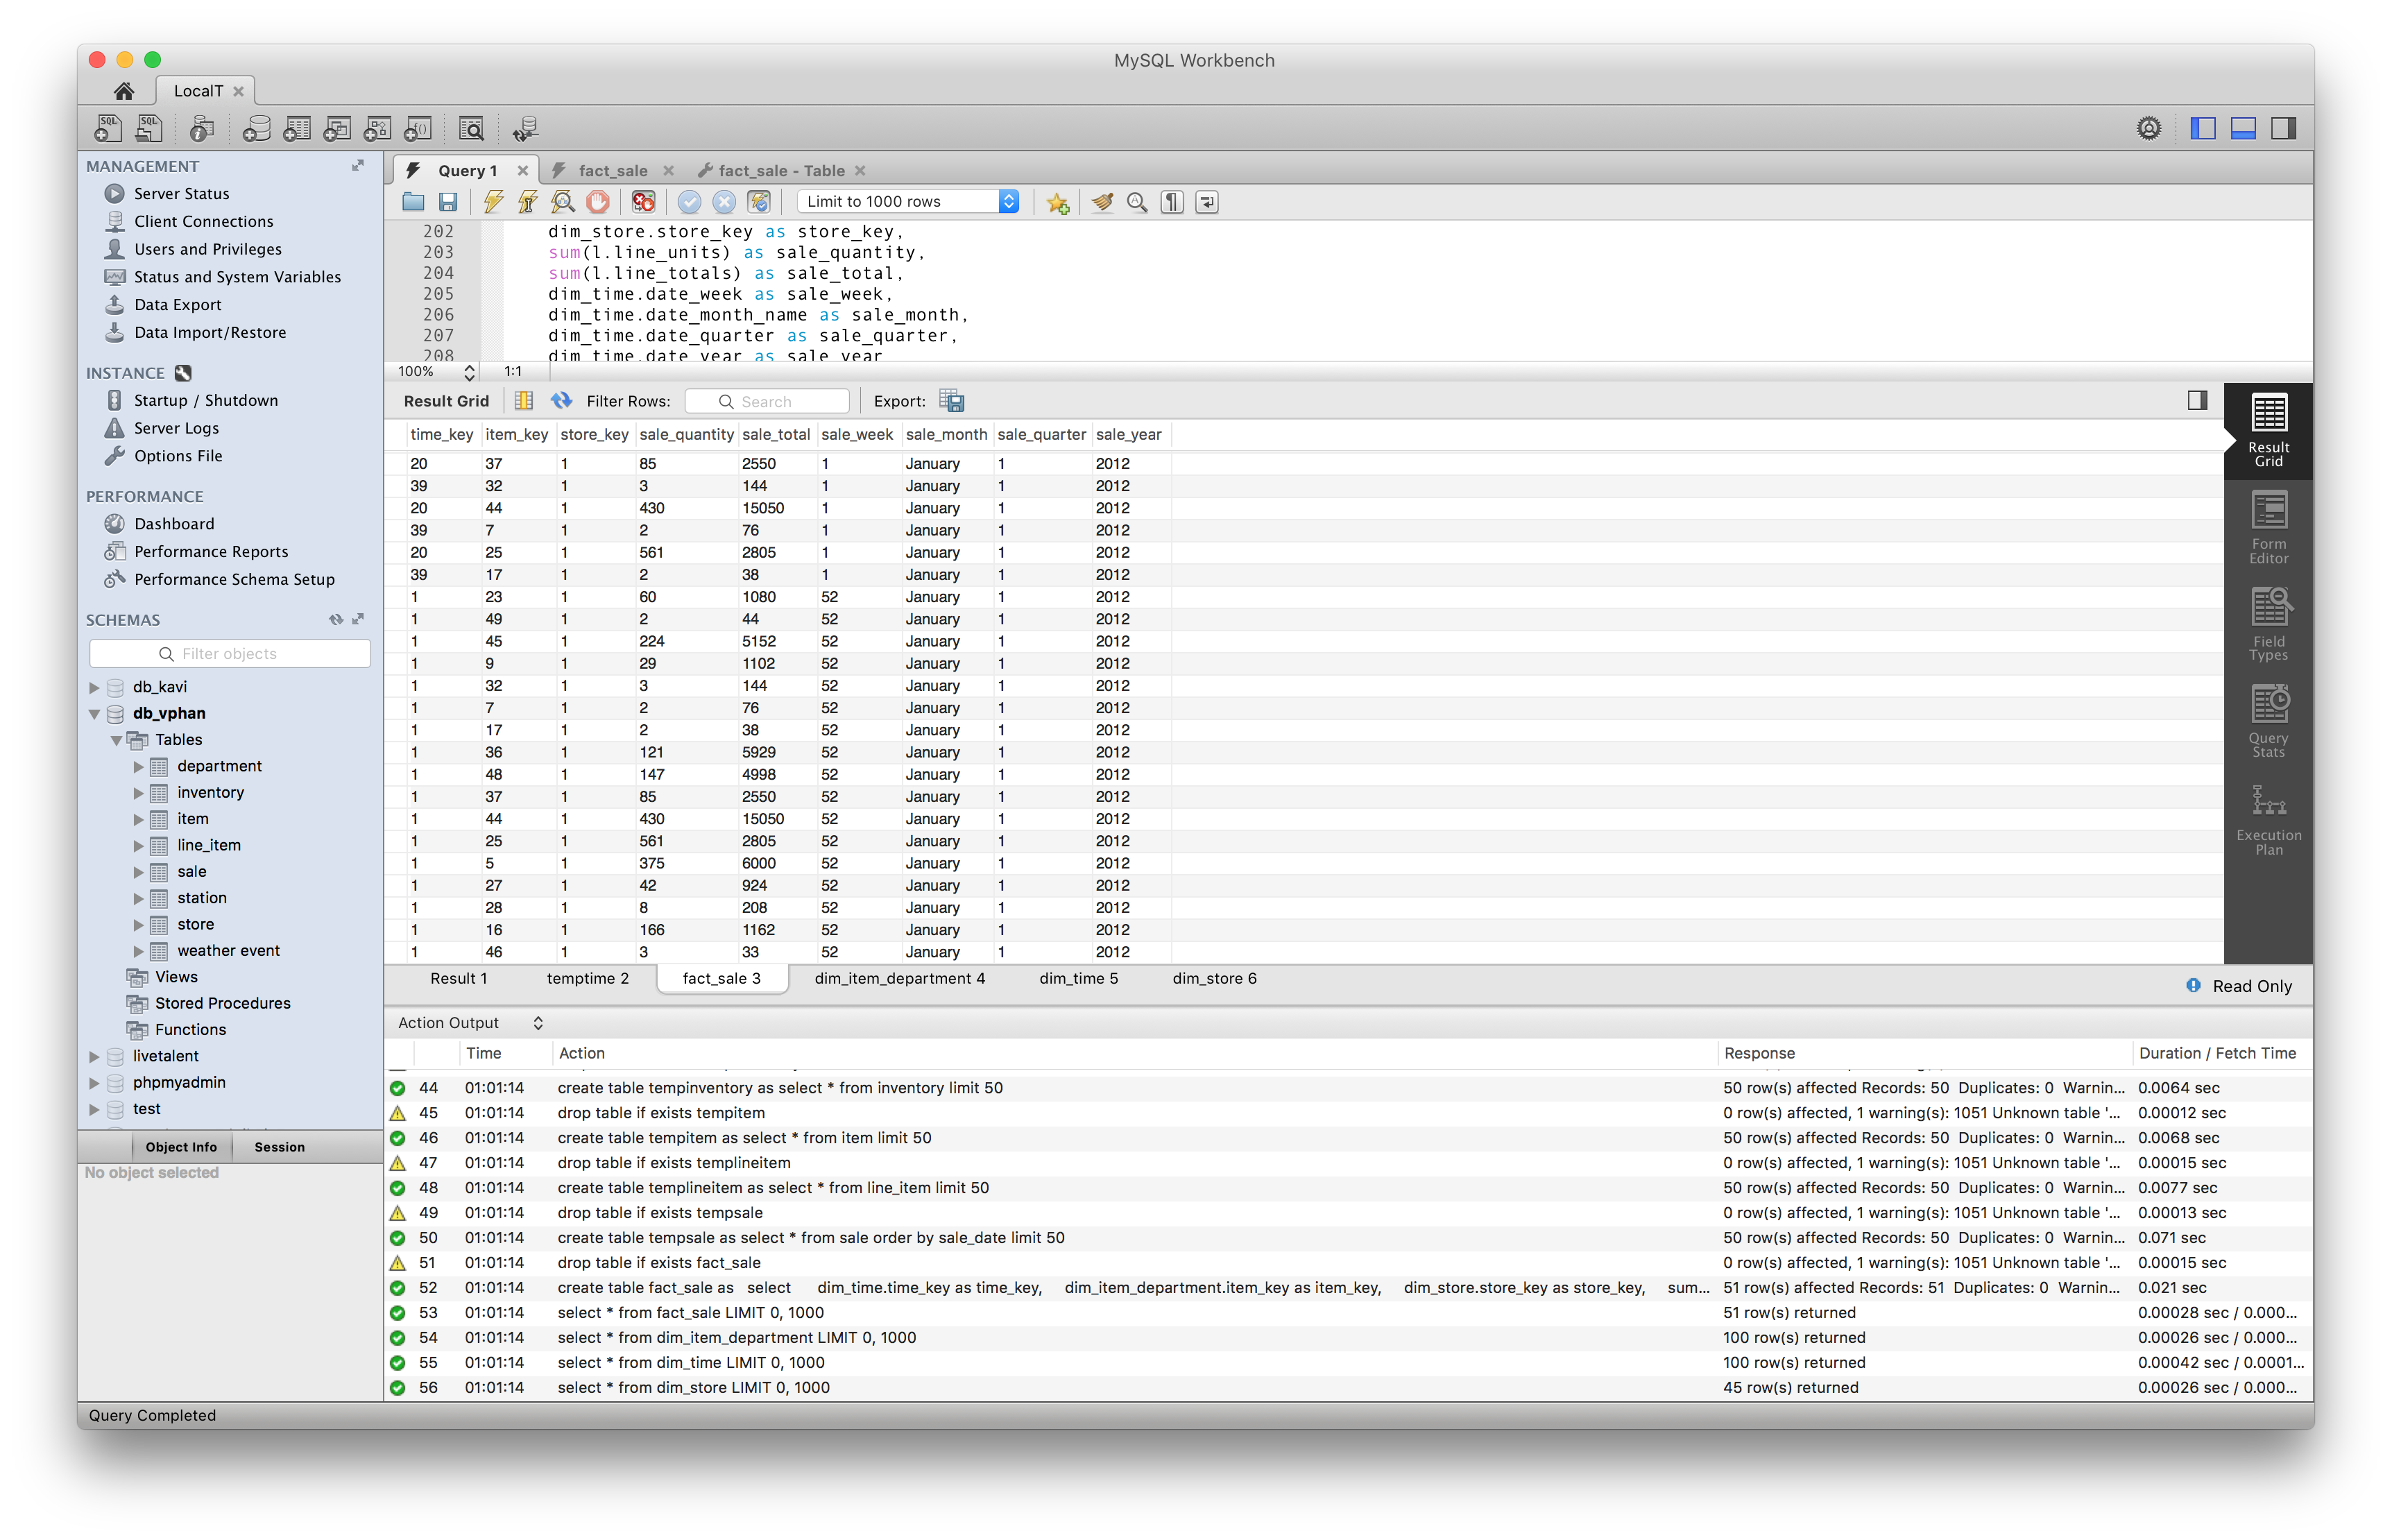 MySQL Workbench
LocalT
MANAGEMENT
Server Status
Client Connections
Users and Privileges
Status and System Variables
Data Export
Data Import/Restore
INSTANCE
Startup / Shutdown
Server Logs
Options File
PERFORMANCE
Dashboard
Performance Reports
Performance Schema Setup
SCHEMAS
Filter objects
db_kavi
db_vphan
Tables
department
inventory
item
line_item
sale
station
store
weather event
Views
Stored Procedures
Functions
livetalent
phpmyadmin
test
Object Info Session
No object selected
Query 1 fact_sale fact_sale - Table
Limit to 1000 rows
202 dim_store.store_key as store_key,
203 sum(l.line_units) as sale_quantity,
204 sum(l.line_totals) as sale_total,
205 dim_time.date_week as sale_week,
206 dim_time.date_month_name as sale_month,
207 dim_time.date_quarter as sale_quarter,
208 dim_time.date_year as sale_year
100% 1:1
Result Grid Filter Rows: Search Export:
time_key item_key store_key sale_quantity sale_total sale_week sale_month sale_quarter sale_year
20 37 1 85 2550 1 January 1 2012
39 32 1 3 144 1 January 1 2012
20 44 1 430 15050 1 January 1 2012
39 7 1 2 76 1 January 1 2012
20 25 1 561 2805 1 January 1 2012
39 17 1 2 38 1 January 1 2012
1 23 1 60 1080 52 January 1 2012
1 49 1 2 44 52 January 1 2012
1 45 1 224 5152 52 January 1 2012
1 9 1 29 1102 52 January 1 2012
1 32 1 3 144 52 January 1 2012
1 7 1 2 76 52 January 1 2012
1 17 1 2 38 52 January 1 2012
1 36 1 121 5929 52 January 1 2012
1 48 1 147 4998 52 January 1 2012
1 37 1 85 2550 52 January 1 2012
1 44 1 430 15050 52 January 1 2012
1 25 1 561 2805 52 January 1 2012
1 5 1 375 6000 52 January 1 2012
1 27 1 42 924 52 January 1 2012
1 28 1 8 208 52 January 1 2012
1 16 1 166 1162 52 January 1 2012
1 46 1 3 33 52 January 1 2012
Result Grid
Form Editor
Field Types
Query Stats
Execution Plan
Result 1 temptime 2 fact_sale 3 dim_item_department 4 dim_time 5 dim_store 6
Read Only
Action Output
Time Action Response Duration / Fetch Time
44 01:01:14 create table tempinventory as select * from inventory limit 50 50 row(s) affected Records: 50 Duplicates: 0 Warnin... 0.0064 sec
45 01:01:14 drop table if exists tempitem 0 row(s) affected, 1 warning(s): 1051 Unknown table '... 0.00012 sec
46 01:01:14 create table tempitem as select * from item limit 50 50 row(s) affected Records: 50 Duplicates: 0 Warnin... 0.0068 sec
47 01:01:14 drop table if exists templineitem 0 row(s) affected, 1 warning(s): 1051 Unknown table '... 0.00015 sec
48 01:01:14 create table templineitem as select * from line_item limit 50 50 row(s) affected Records: 50 Duplicates: 0 Warnin... 0.0077 sec
49 01:01:14 drop table if exists tempsale 0 row(s) affected, 1 warning(s): 1051 Unknown table '... 0.00013 sec
50 01:01:14 create table tempsale as select * from sale order by sale_date limit 50 50 row(s) affected Records: 50 Duplicates: 0 Warnin... 0.071 sec
51 01:01:14 drop table if exists fact_sale 0 row(s) affected, 1 warning(s): 1051 Unknown table '... 0.00015 sec
52 01:01:14 create table fact_sale as select dim_time.time_key as time_key, dim_item_department.item_key as item_key, dim_store.store_key as store_key, sum... 51 row(s) affected Records: 51 Duplicates: 0 Warnin... 0.021 sec
53 01:01:14 select * from fact_sale LIMIT 0, 1000 51 row(s) returned 0.00028 sec / 0.000...
54 01:01:14 select * from dim_item_department LIMIT 0, 1000 100 row(s) returned 0.00026 sec / 0.000...
55 01:01:14 select * from dim_time LIMIT 0, 1000 100 row(s) returned 0.00042 sec / 0.0001...
56 01:01:14 select * from dim_store LIMIT 0, 1000 45 row(s) returned 0.00026 sec / 0.000...
Query Completed